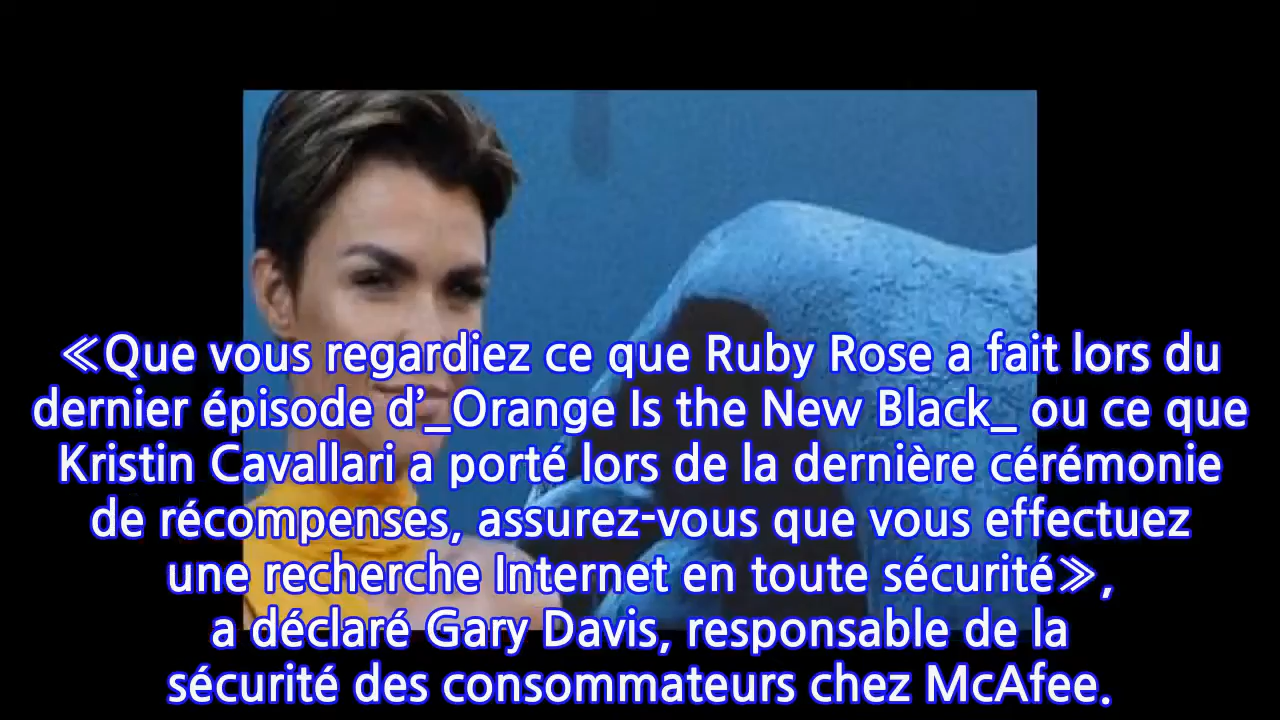 ≪Que vous regardiez ce que Ruby Rose a fait lors du
dernier épisode d’_Orange Is the New Black_ ou ce que
Kristin Cavallari a porté lors de la dernière cérémonie
de récompenses, assurez-vous que vous effectuez
une recherche Internet en toute sécurité≫,
a déclaré Gary Davis, responsable de la
sécurité des consommateurs chez McAfee.